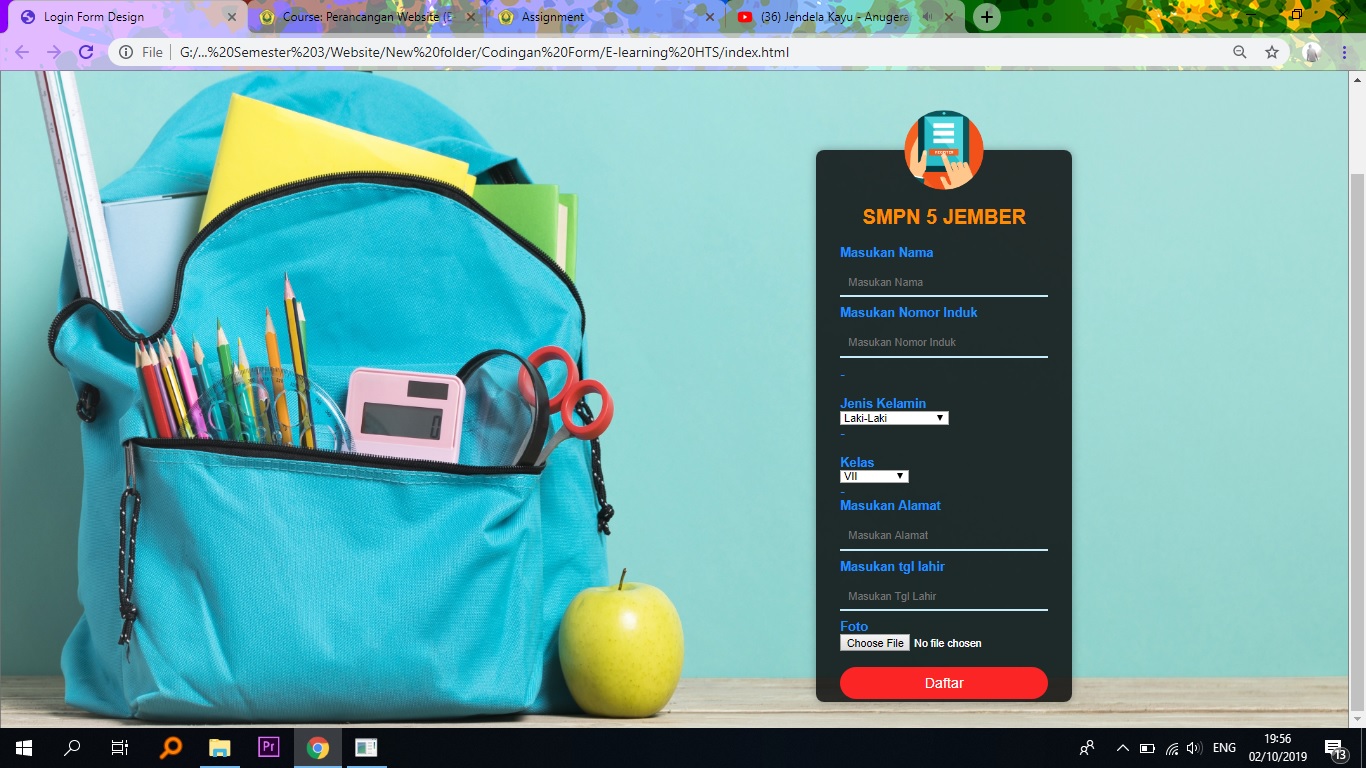 Login Form Design
Course: Perancangan Website (E
Assignment
(36) Jendela Kayu - Anugera
File
G:/...%20Semester%203/Website/New%20folder/Codingan%20Form/E-learning%20HTS/index.html
REGISTER
SMPN 5 JEMBER
Masukan Nama
Masukan Nama
Masukan Nomor Induk
Masukan Nomor Induk
-
Jenis Kelamin
Laki-Laki
-
Kelas
VII
-
Masukan Alamat
Masukan Alamat
Masukan tgl lahir
Masukan Tgl Lahir
Foto
Choose File No file chosen
Daftar
Pr
ENG
19:56
02/10/2019
13